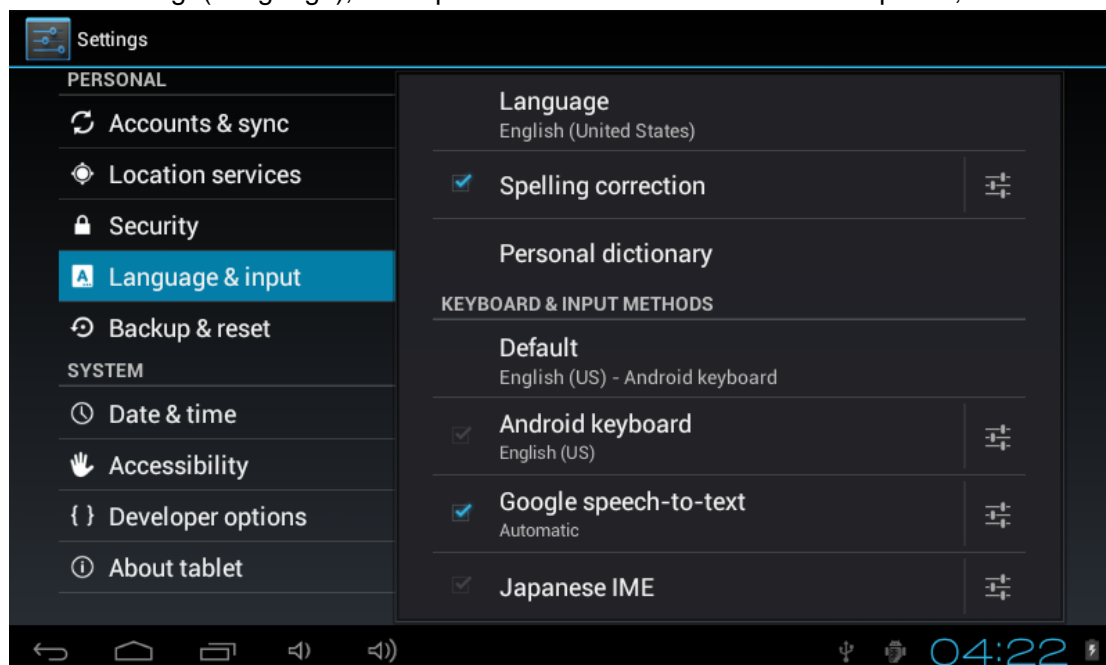 Settings
PERSONAL
Accounts & sync
Location services
Security
Language & input
Backup & reset
SYSTEM
Date & time
Accessibility
{ } Developer options
About tablet
Language
English (United States)
Spelling correction
Personal dictionary
KEYBOARD & INPUT METHODS
Default
English (US) - Android keyboard
Android keyboard
English (US)
Google speech-to-text
Automatic
Japanese IME
04:22